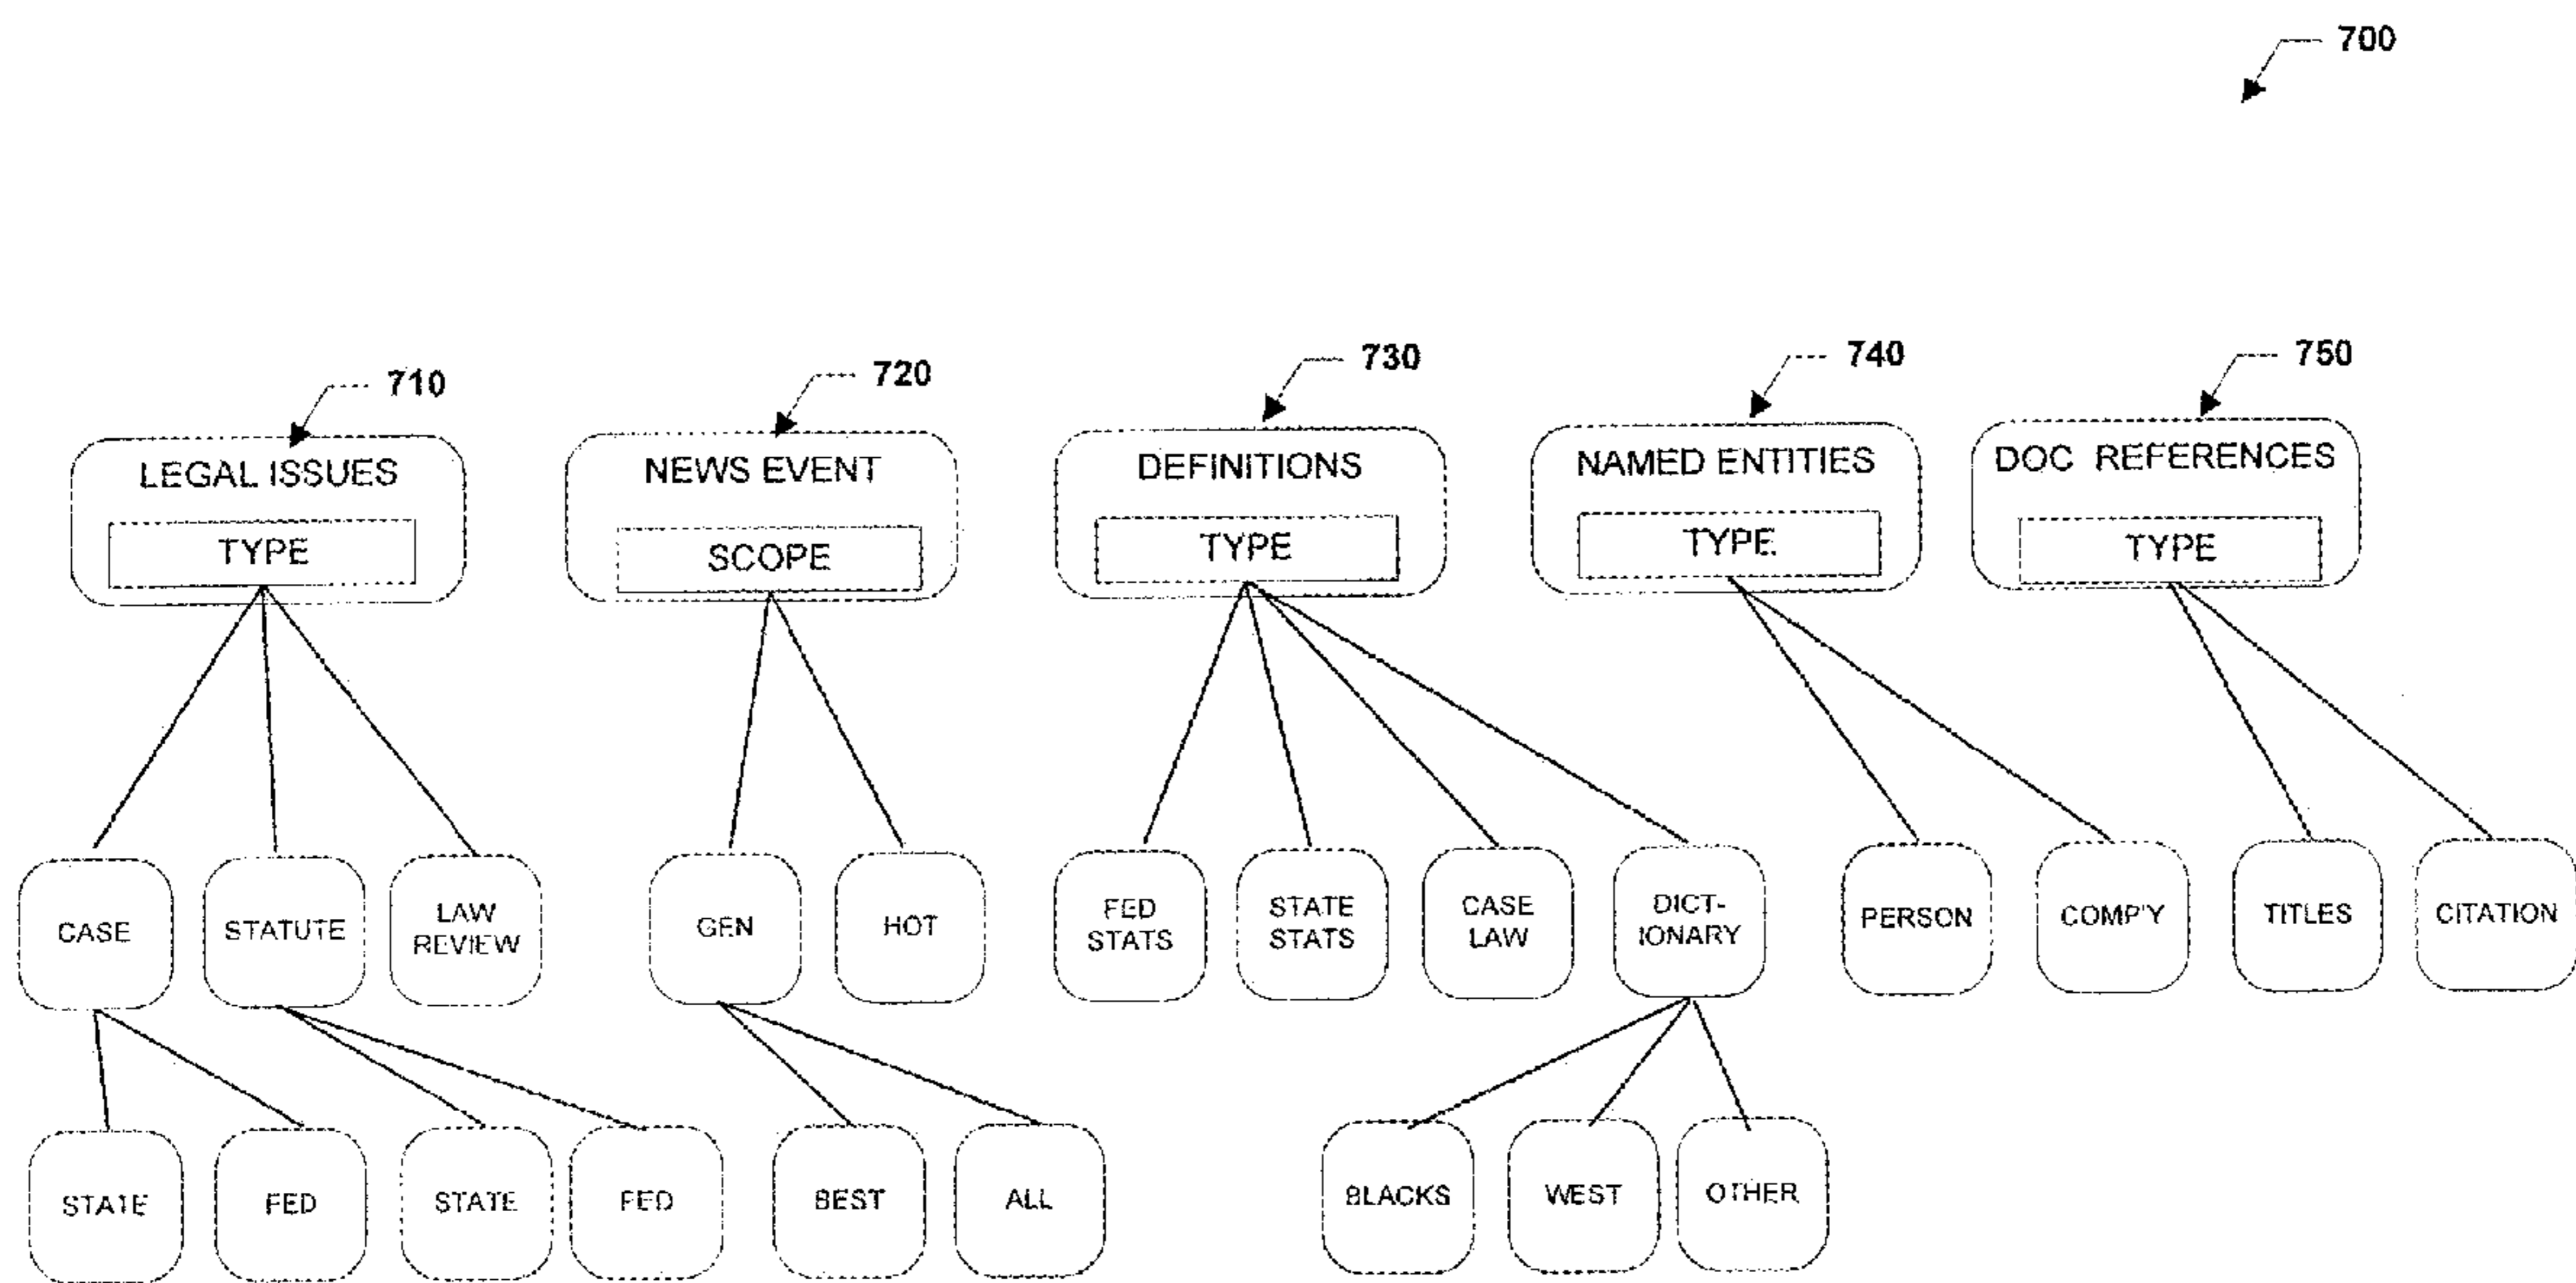 700
710
720
730
740
750
LEGAL ISSUES
TYPE
NEWS EVENT
SCOPE
DEFINITIONS
TYPE
NAMED ENTITIES
TYPE
DOC REFERENCES
TYPE
CASE
STATUTE
LAW
REVIEW
GEN
HOT
FED
STATS
STATE
STATS
CASE
LAW
DICT-
IONARY
PERSON
COMP'Y
TITLES
CITATION
STATE
FED
STATE
FED
BEST
ALL
BLACKS
WEST
OTHER